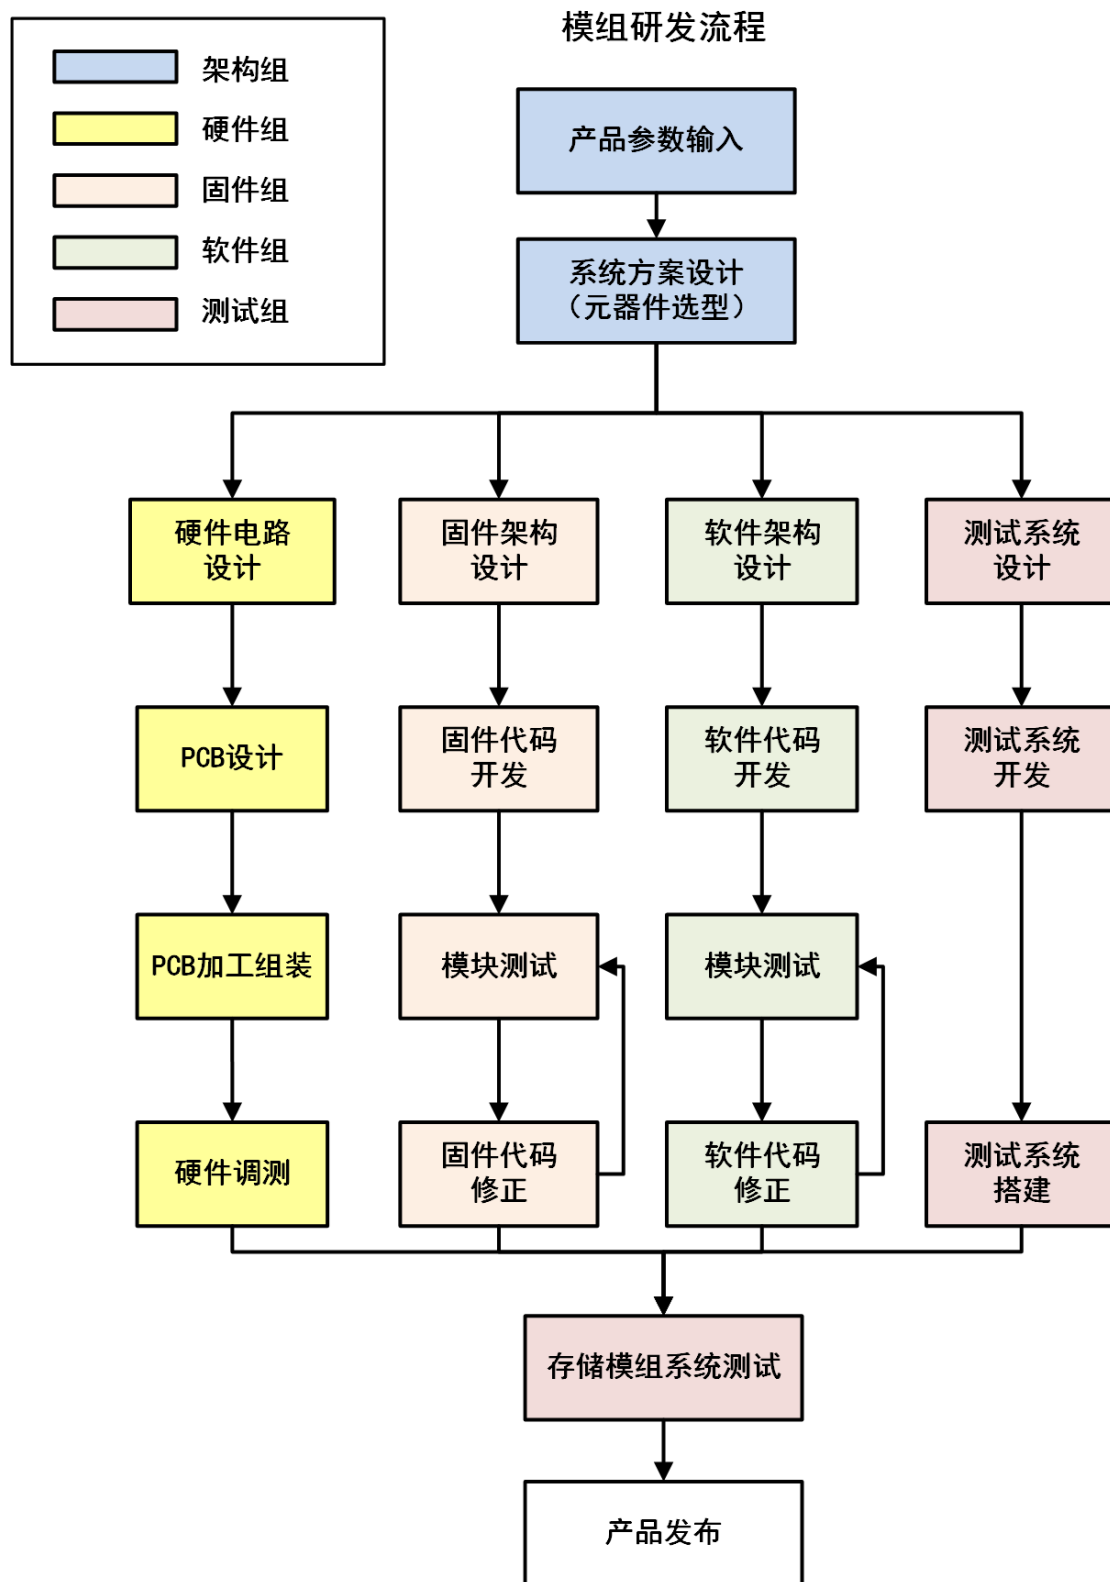 模组研发流程
架构组
硬件组
固件组
软件组
测试组
产品参数输入
系统方案设计
（元器件选型）
硬件电路
设计
固件架构
设计
软件架构
设计
测试系统
设计
PCB设计
固件代码
开发
软件代码
开发
测试系统
开发
PCB加工组装
模块测试
模块测试
硬件调测
固件代码
修正
软件代码
修正
测试系统
搭建
存储模组系统测试
产品发布